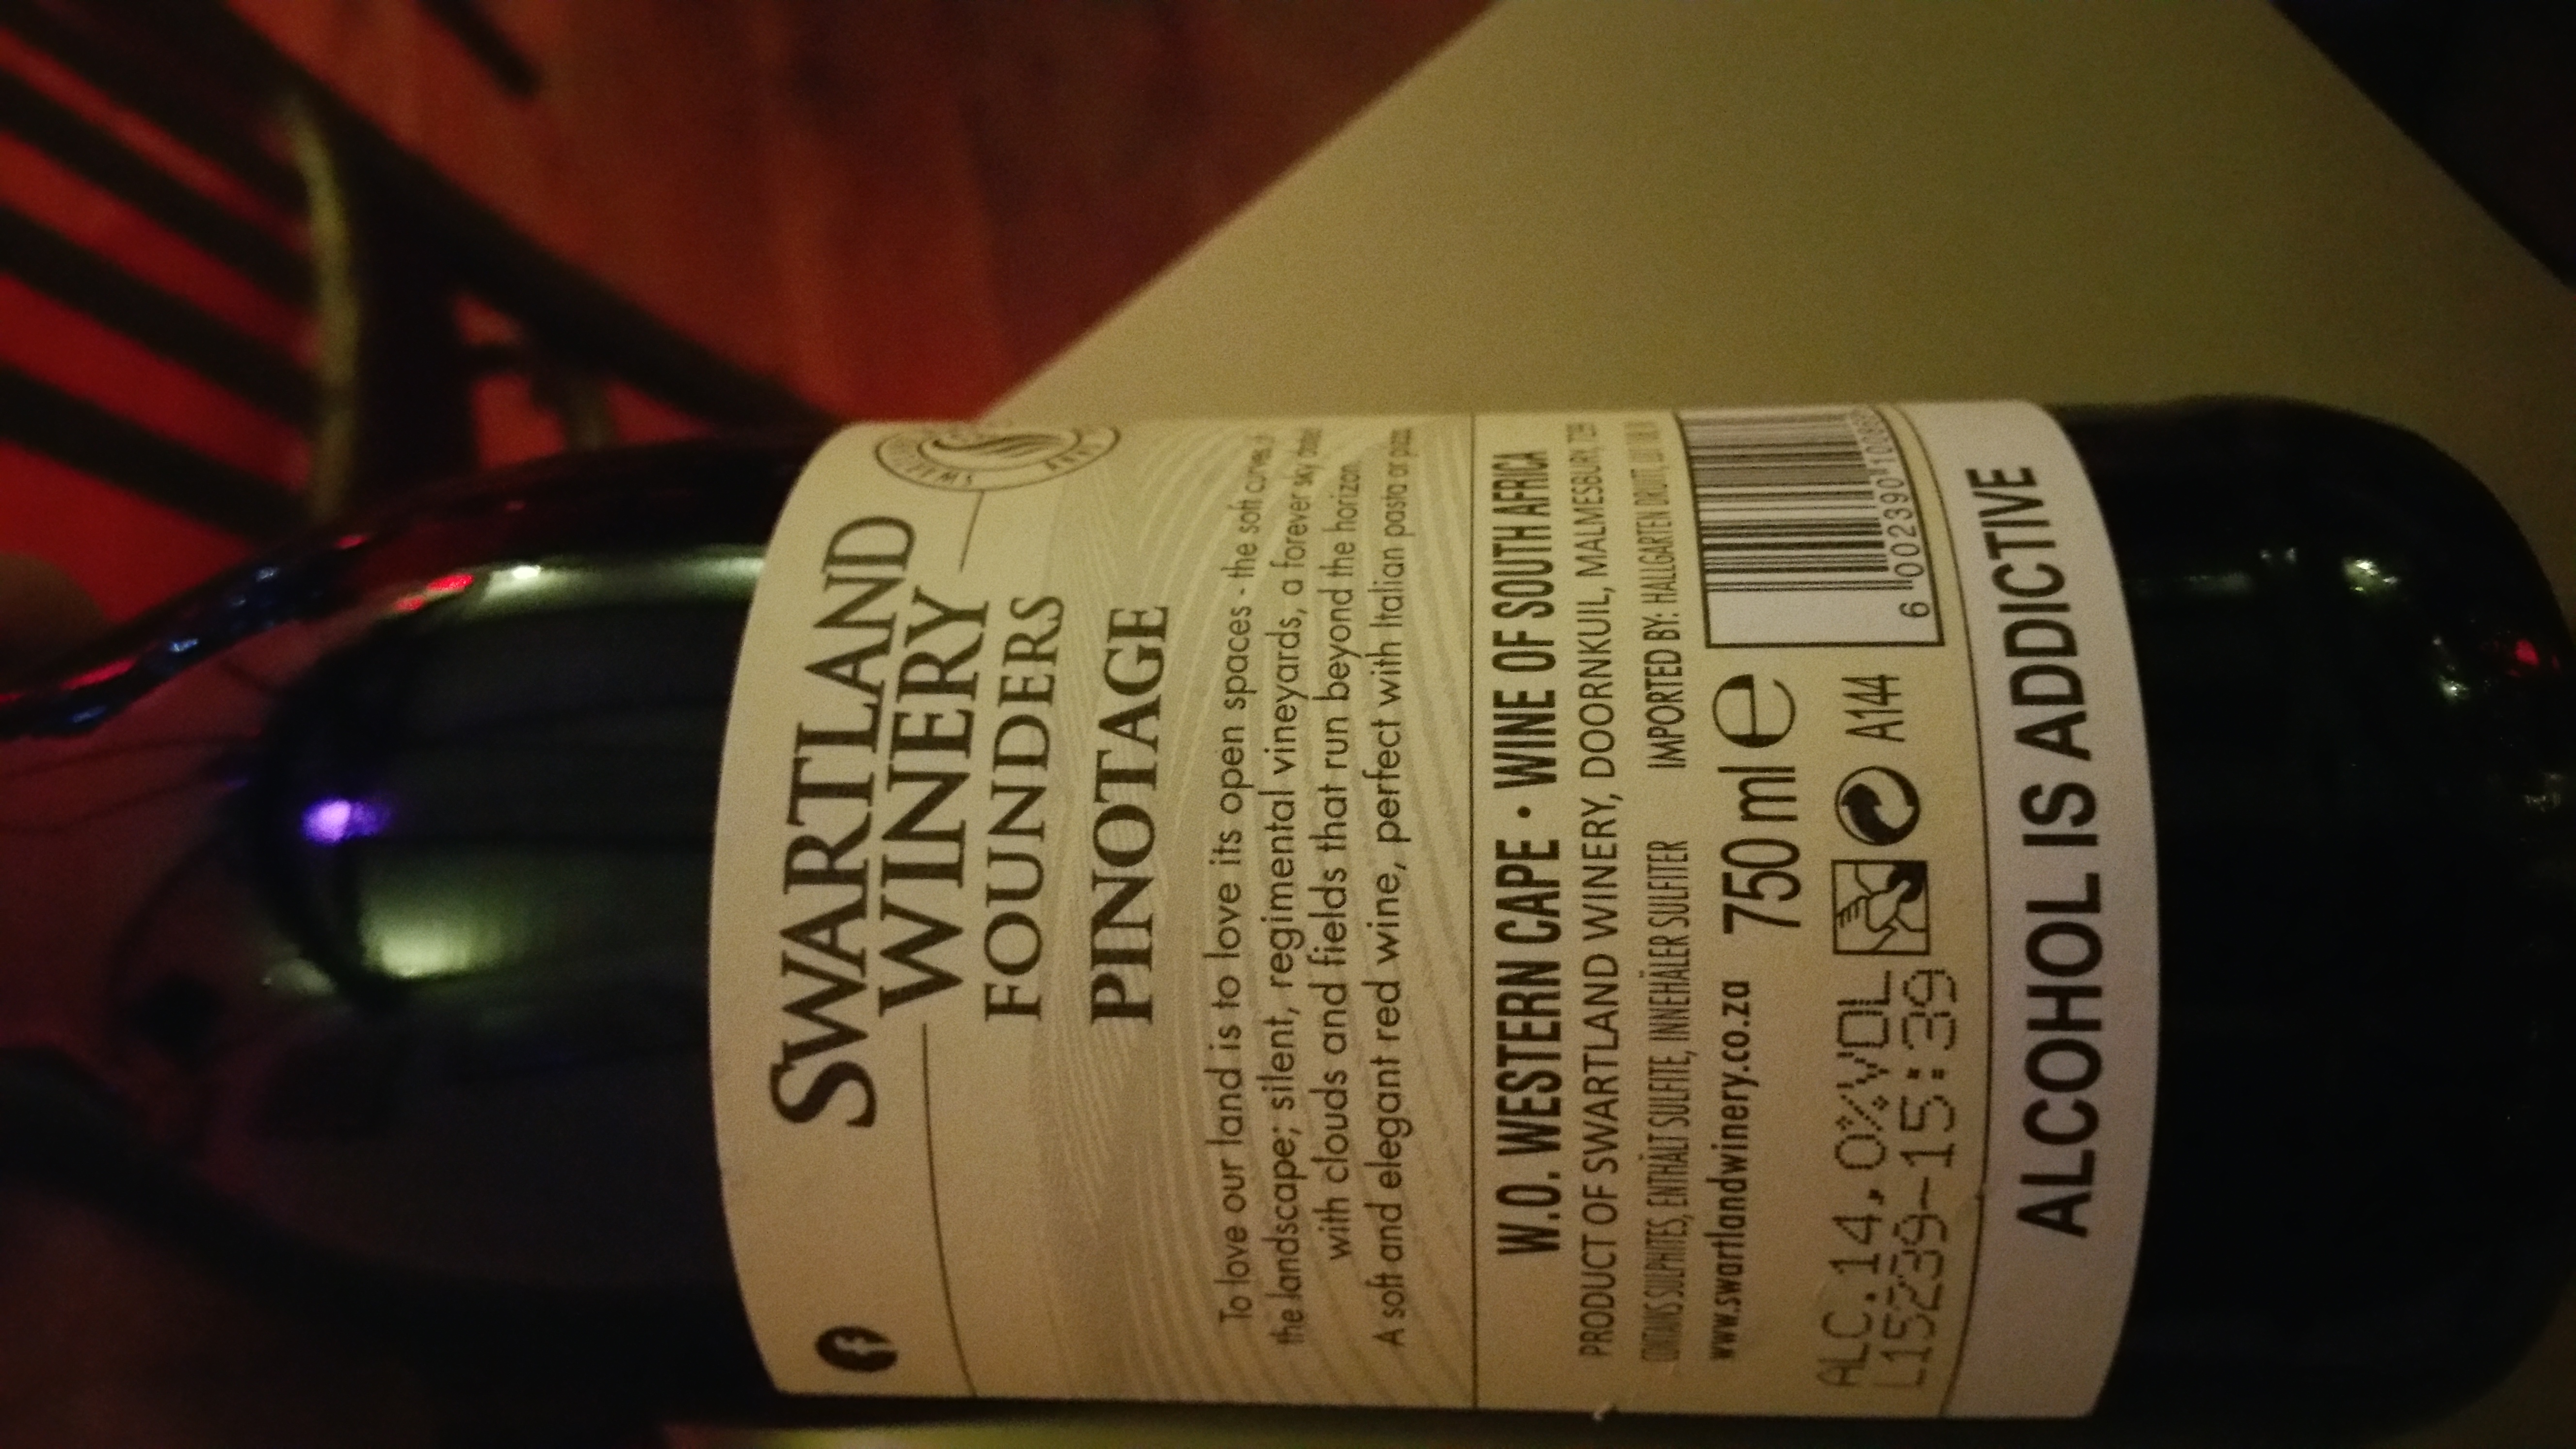 SWARTLAND
WINERY
FOUNDERS
PINOTAGE
To love our land is to love its open spaces - the soft curves of
the landscape; silent, regimental vineyards, a forever sky dotted
with clouds and fields that run beyond the horizon.
A soft and elegant red wine, perfect with Italian pasta or pizza.
W.O. WESTERN CAPE • WINE OF SOUTH AFRICA
PRODUCT OF SWARTLAND WINERY, DOORNKUIL, MALMESBURY,
CONTAINS SULPHITES, ENTHÄLT SULFITE, INNEHÅLER SULFITER IMPORTED BY: HALLGARTEN DRUITT,
www.swartlandwinery.co.za 750 ml e
ALC.14,0%VOL A144
L15239-15:39
6 002390
ALCOHOL IS ADDICTIVE